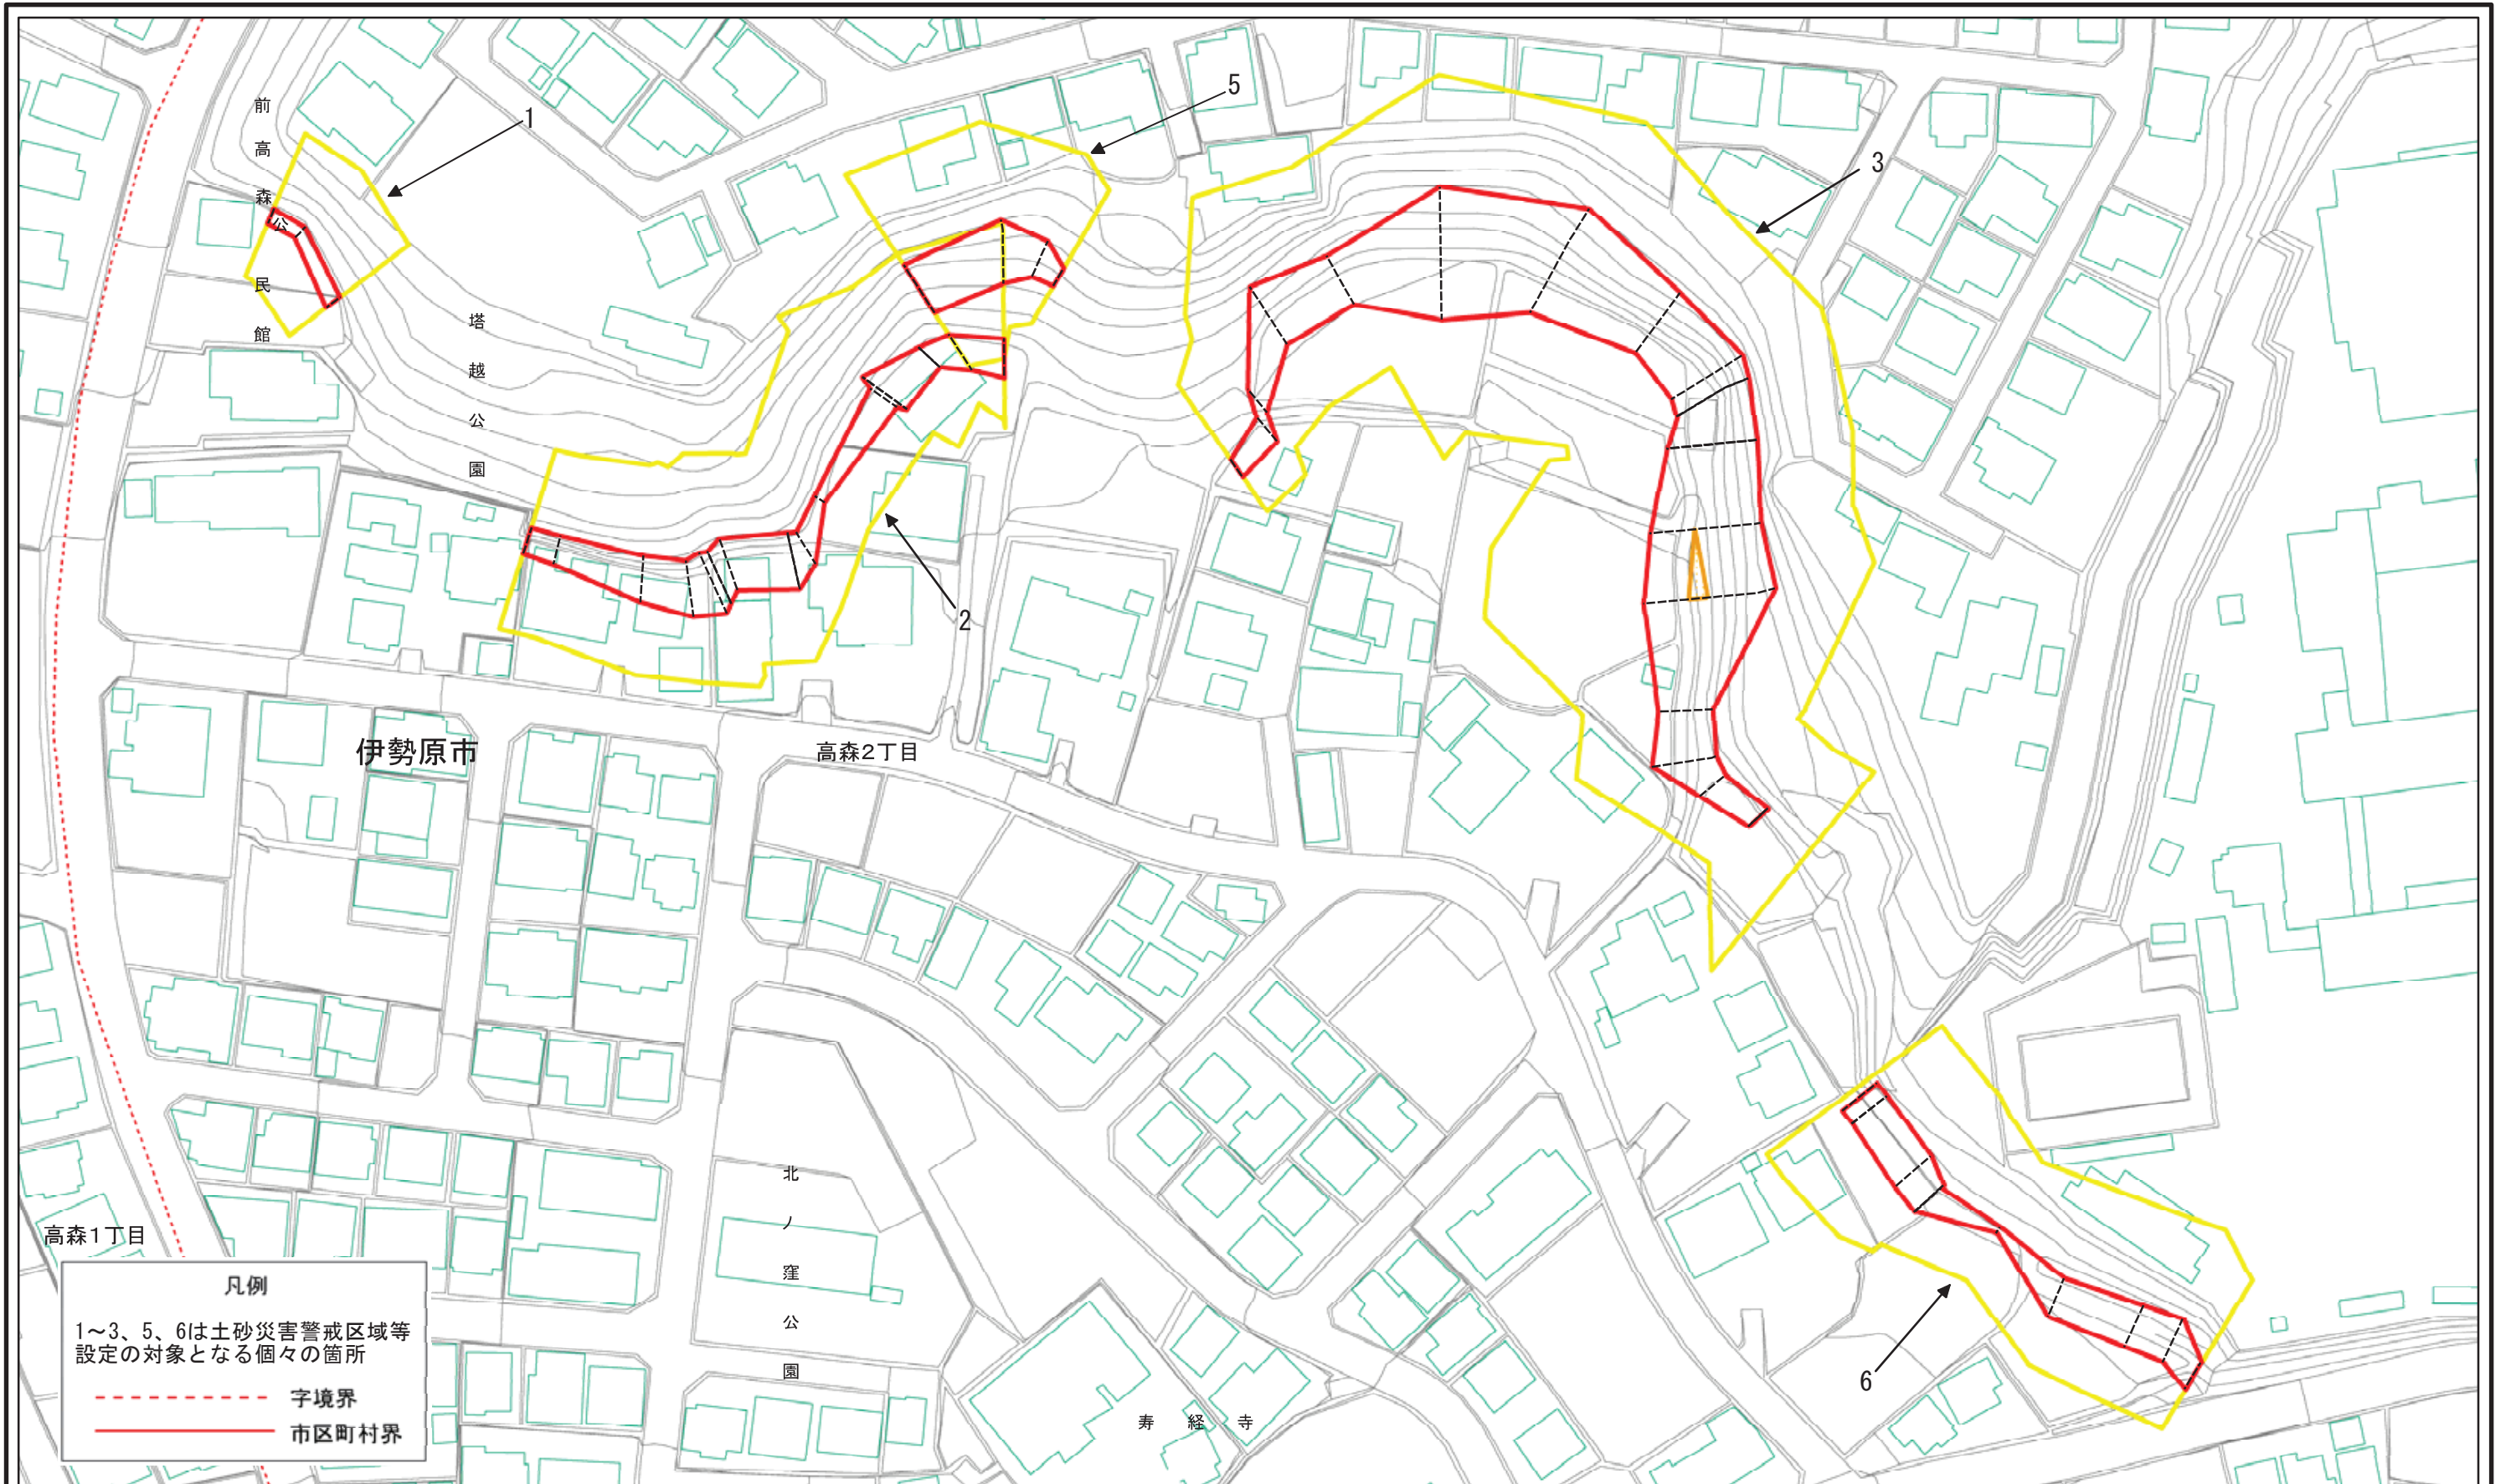 前高森公民館
1
5
3
塔越公園
2
伊勢原市
高森2丁目
北ノ窪公園
高森1丁目
6
寿経寺
凡例
1～3、5、6は土砂災害警戒区域等
設定の対象となる個々の箇所
字境界
市区町村界